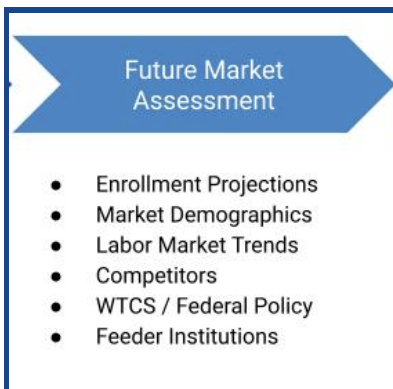 Future Market
Assessment
● Enrollment Projections
● Market Demographics
● Labor Market Trends
● Competitors
● WTCS / Federal Policy
● Feeder Institutions